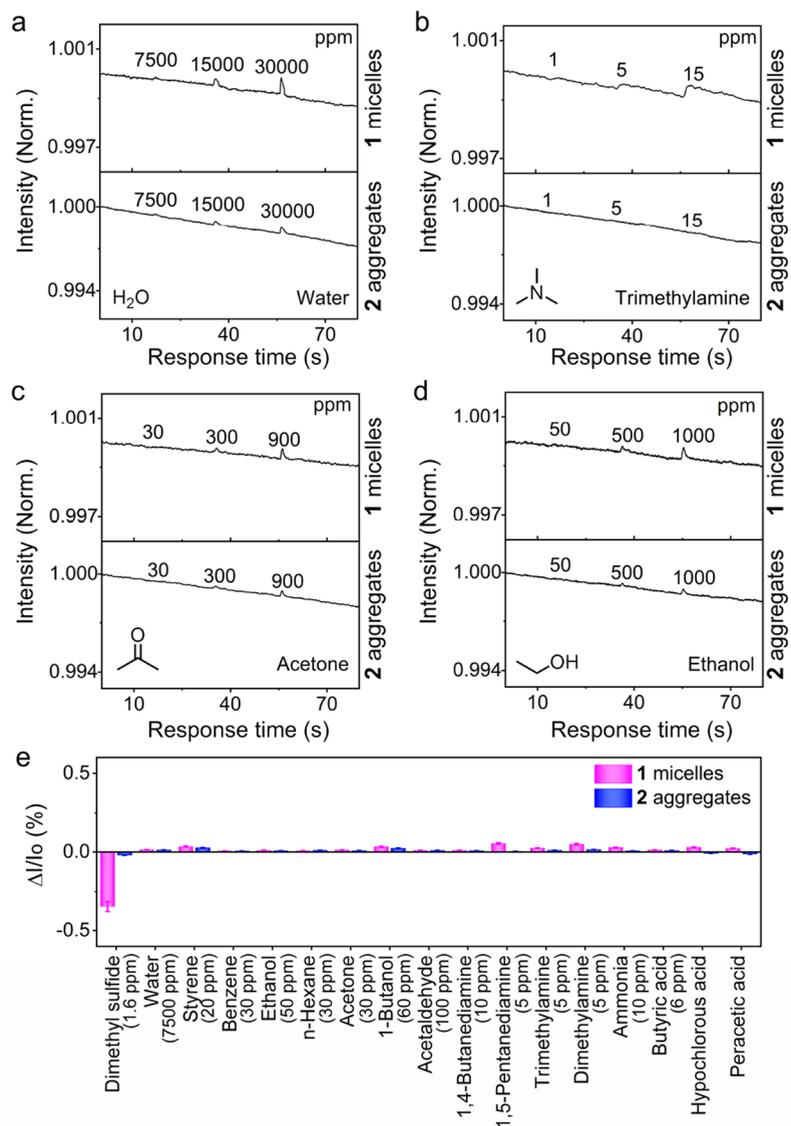 a
ppm
1.001
0.997
7500 15000 30000
1 micelles
Intensity (Norm.)
1.000
0.994
7500 15000 30000
H2O Water
2 aggregates
10 40 70
Response time (s)
b
ppm
1.001
0.997
1 5 15
1 micelles
Intensity (Norm.)
1.000
0.994
1 5 15
N
Trimethylamine
2 aggregates
10 40 70
Response time (s)
c
ppm
1.001
0.997
30 300 900
1 micelles
Intensity (Norm.)
1.000
0.994
30 300 900
O
Acetone
2 aggregates
10 40 70
Response time (s)
d
ppm
1.001
0.997
50 500 1000
1 micelles
Intensity (Norm.)
1.000
0.994
50 500 1000
OH
Ethanol
2 aggregates
10 40 70
Response time (s)
e
1 micelles
2 aggregates
ΔI/Io (%)
0.5
0.0
-0.5
Dimethyl sulfide
(1.6 ppm)
Water
(7500 ppm)
Styrene
(20 ppm)
Benzene
(30 ppm)
Ethanol
(50 ppm)
n-Hexane
(30 ppm)
Acetone
(30 ppm)
1-Butanol
(60 ppm)
Acetaldehyde
(100 ppm)
1,4-Butanediamine
(10 ppm)
1,5-Pentanediamine
(5 ppm)
Trimethylamine
(5 ppm)
Dimethylamine
(5 ppm)
Ammonia
(10 ppm)
Butyric acid
(6 ppm)
Hypochlorous acid
Peracetic acid